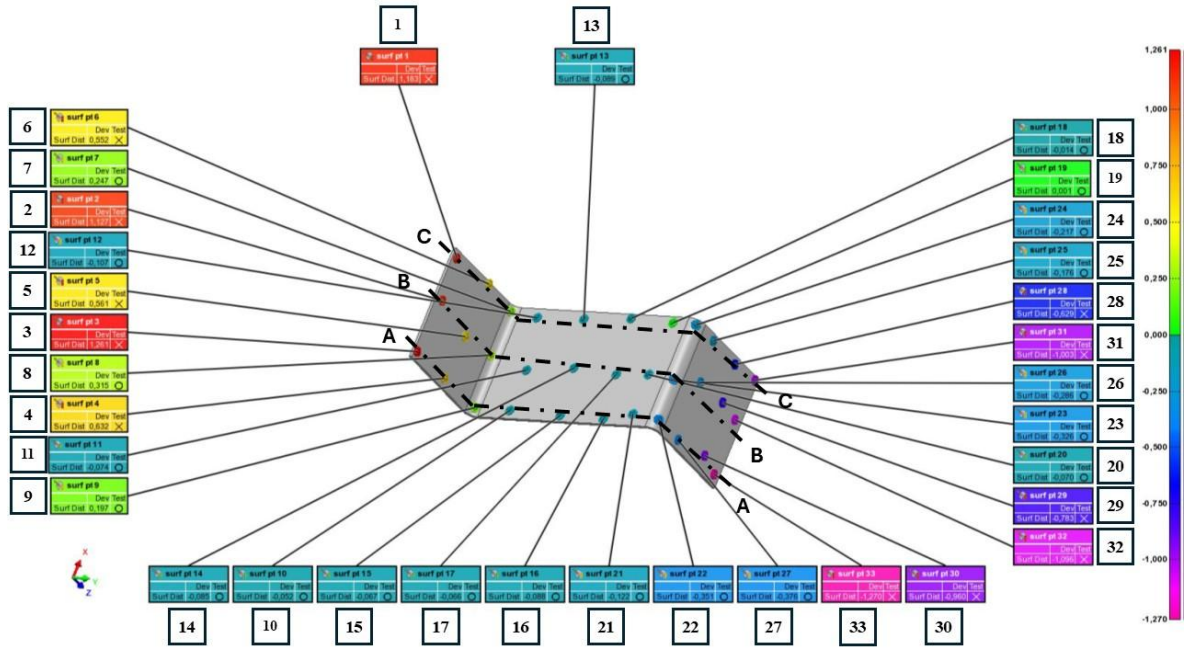 1
13
surf pt 1
Dev Test
Surf Dist 1,183 X
surf pt 13
Dev Test
Surf Dist -0,089 O
6
surf pt 6
Dev Test
Surf Dist 0,552 X
7
surf pt 7
Dev Test
Surf Dist 0,247 O
2
surf pt 2
Dev Test
Surf Dist 1,127 X
12
surf pt 12
Dev Test
Surf Dist -0,107 O
5
surf pt 5
Dev Test
Surf Dist 0,561 X
3
surf pt 3
Dev Test
Surf Dist 1,261 X
8
surf pt 8
Dev Test
Surf Dist 0,315 O
4
surf pt 4
Dev Test
Surf Dist 0,632 X
11
surf pt 11
Dev Test
Surf Dist -0,074 O
9
surf pt 9
Dev Test
Surf Dist 0,197 O
C
B
A
C
B
A
surf pt 18
Dev Test
Surf Dist -0,014 O
18
surf pt 19
Dev Test
Surf Dist 0,001 O
19
surf pt 24
Dev Test
Surf Dist -0,217 O
24
surf pt 25
Dev Test
Surf Dist -0,176 O
25
surf pt 28
Dev Test
Surf Dist -0,629 X
28
surf pt 31
Dev Test
Surf Dist -1,003 X
31
surf pt 26
Dev Test
Surf Dist -0,286 O
26
surf pt 23
Dev Test
Surf Dist -0,326 O
23
surf pt 20
Dev Test
Surf Dist -0,070 O
20
surf pt 29
Dev Test
Surf Dist -0,783 X
29
surf pt 32
Dev Test
Surf Dist -1,096 X
32
1,261
1,000
0,750
0,500
0,250
0,000
-0,250
-0,500
-0,750
-1,000
-1,270
X
Y
Z
surf pt 14
Dev Test
Surf Dist -0,085 O
14
surf pt 10
Dev Test
Surf Dist -0,052 O
10
surf pt 15
Dev Test
Surf Dist -0,067 O
15
surf pt 17
Dev Test
Surf Dist -0,066 O
17
surf pt 16
Dev Test
Surf Dist -0,088 O
16
surf pt 21
Dev Test
Surf Dist -0,122 O
21
surf pt 22
Dev Test
Surf Dist -0,351 O
22
surf pt 27
Dev Test
Surf Dist -0,376 O
27
surf pt 33
Dev Test
Surf Dist -1,270 X
33
surf pt 30
Dev Test
Surf Dist -0,960 X
30